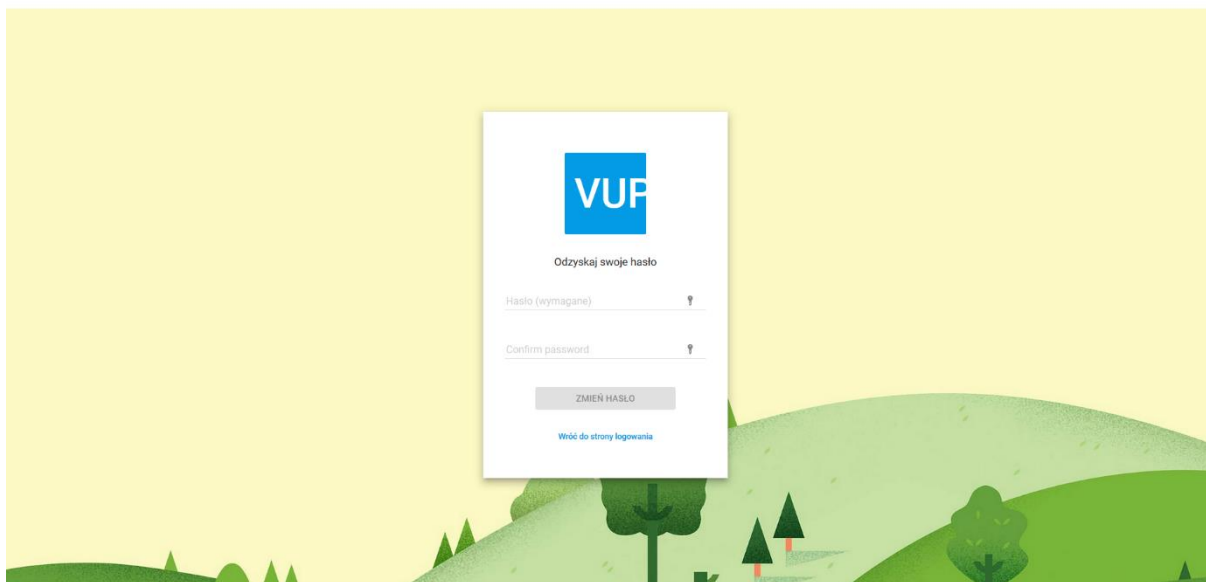 VUP
Odzyskaj swoje hasło
Hasło (wymagane)
Confirm password
ZMIEŃ HASŁO
Wróć do strony logowania